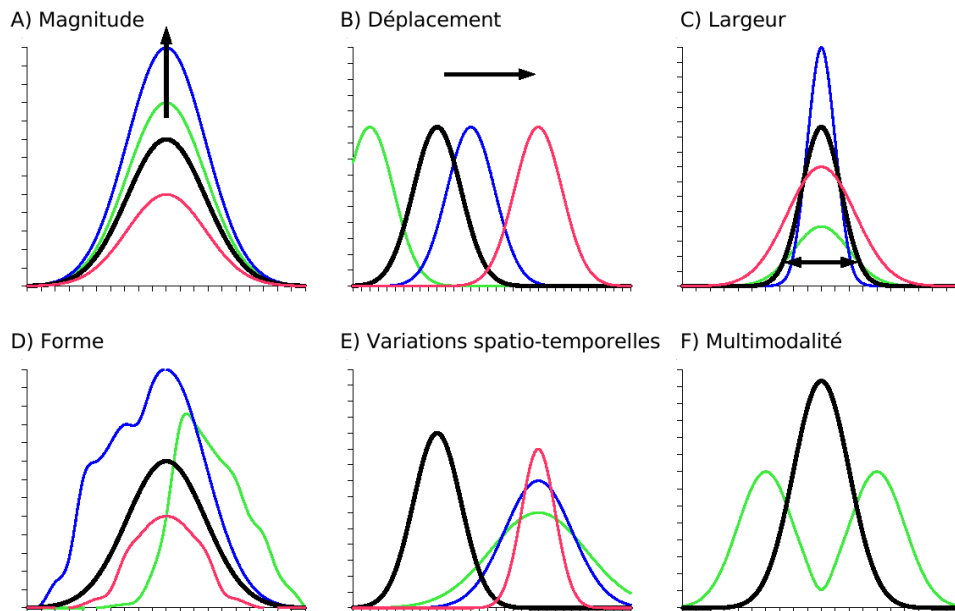 A) Magnitude
B) Déplacement
C) Largeur
D) Forme
E) Variations spatio-temporelles
F) Multimodalité